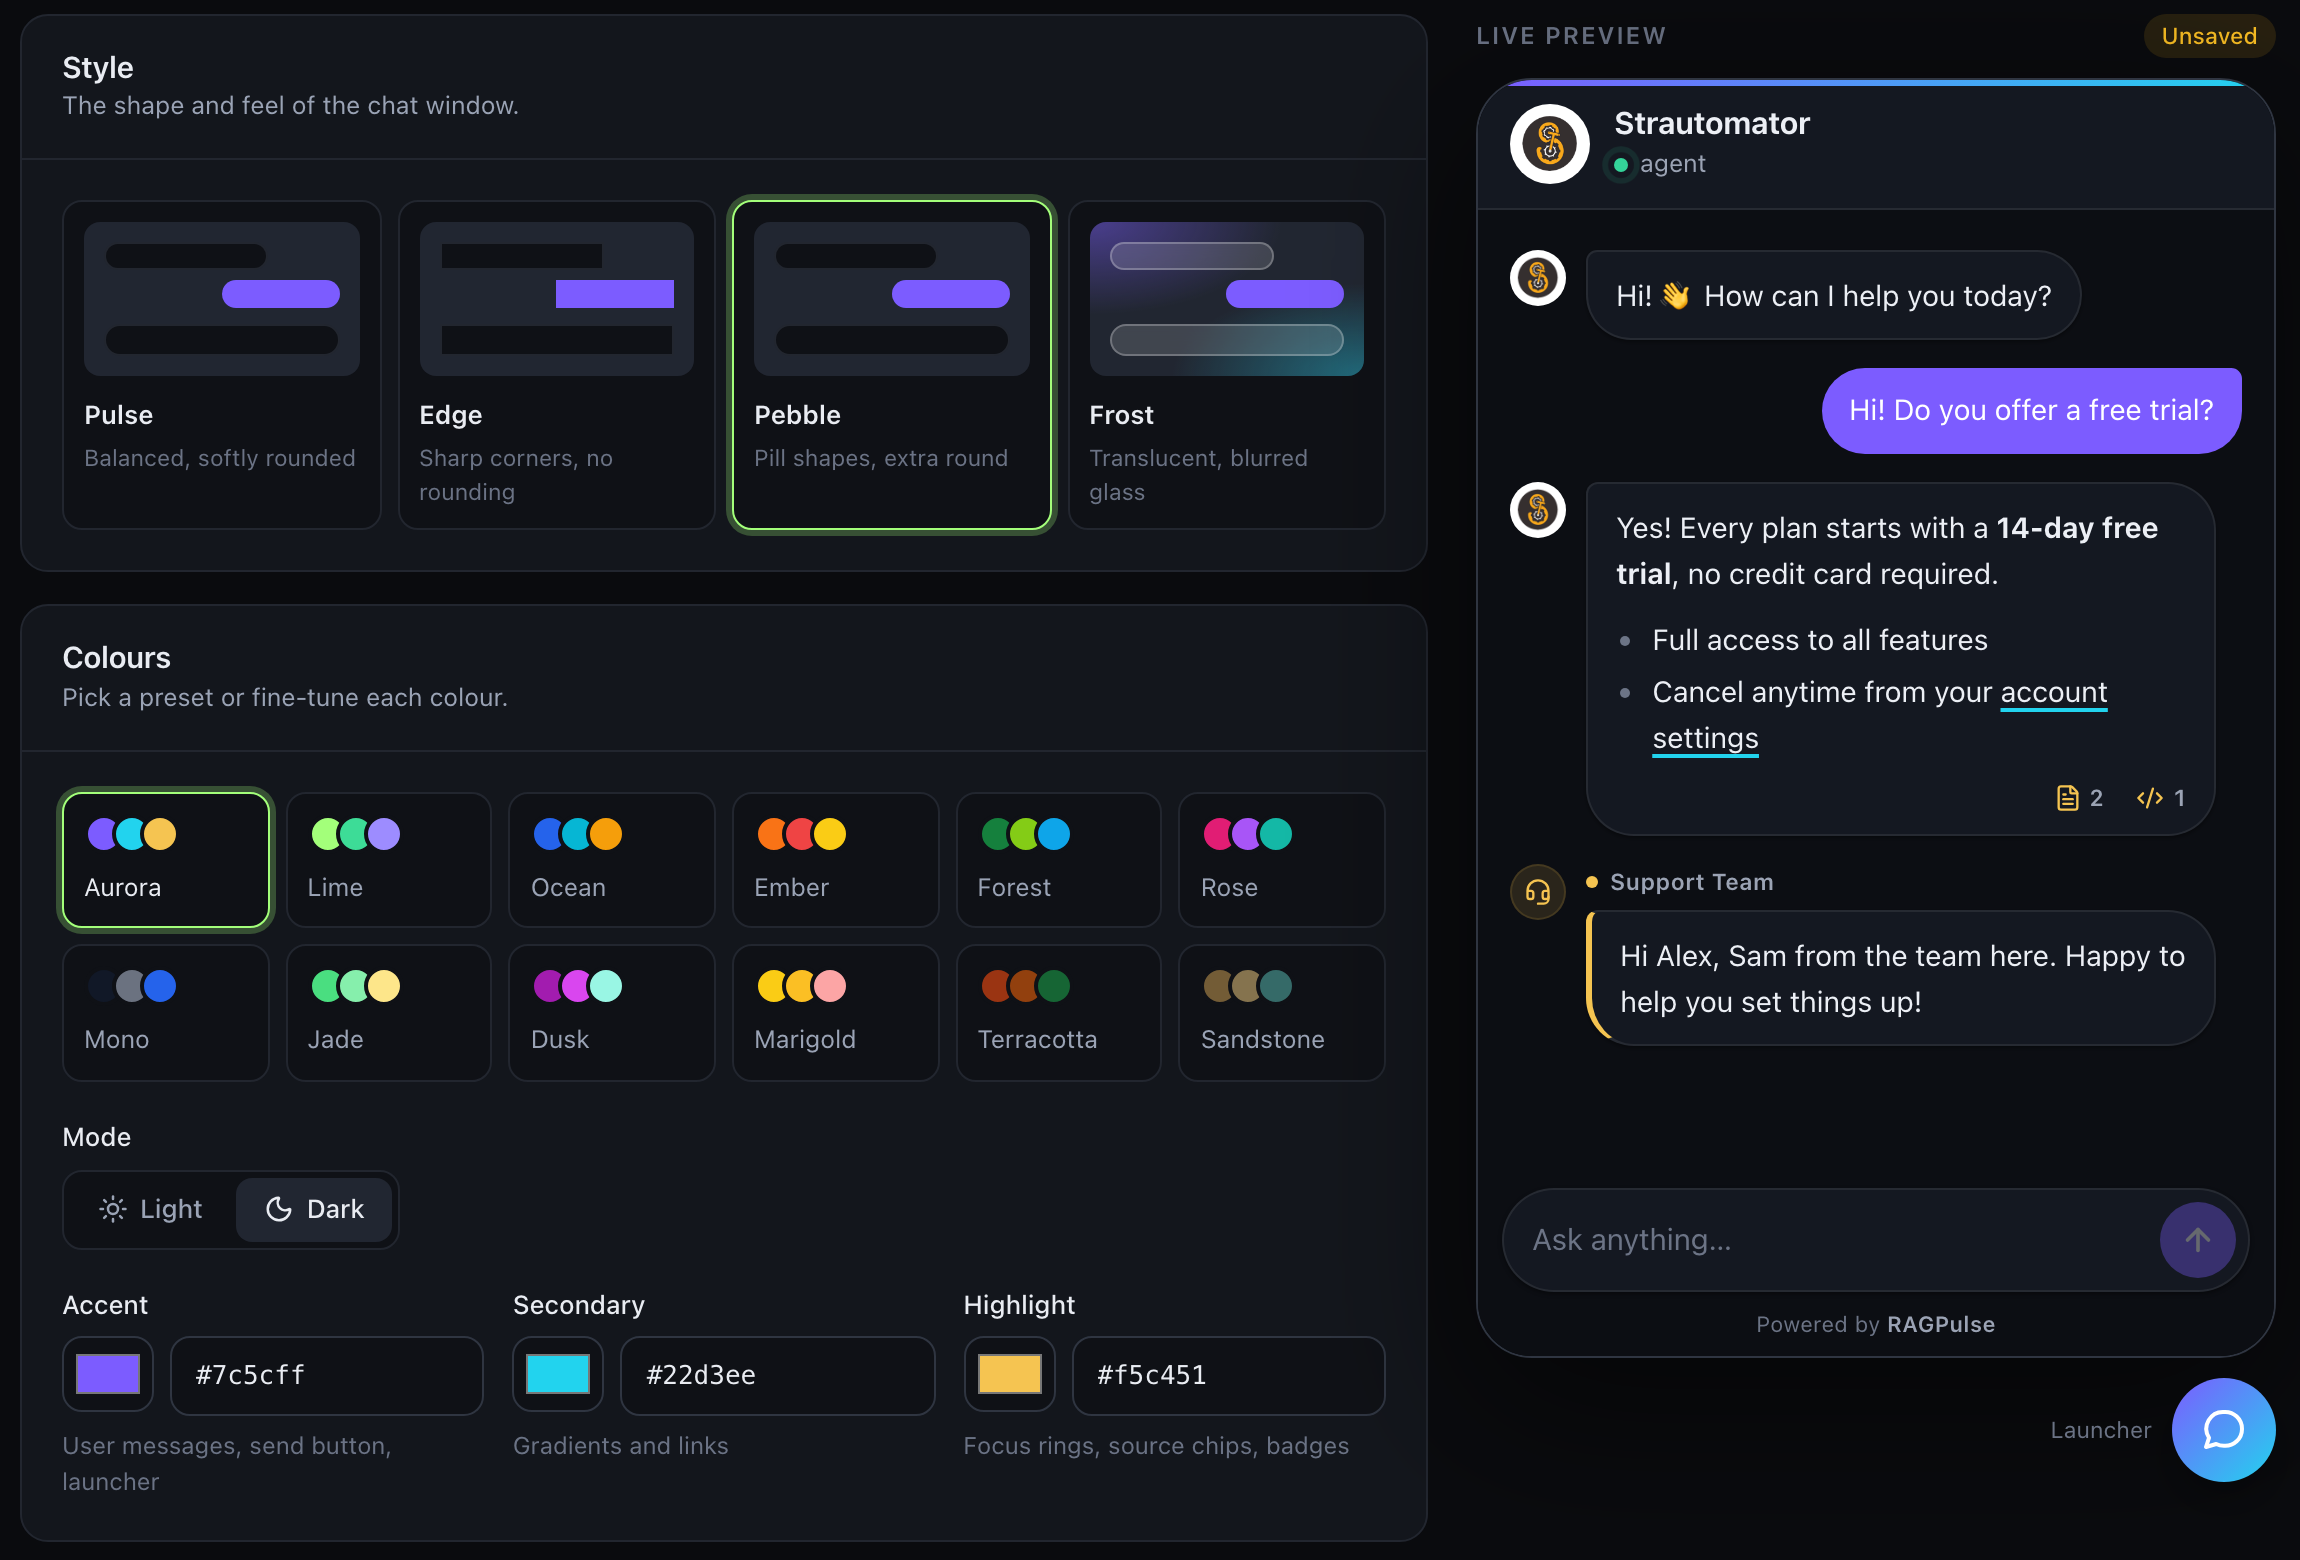 Style
The shape and feel of the chat window.
Pulse
Balanced, softly rounded
Edge
Sharp corners, no
rounding
Pebble
Pill shapes, extra round
Frost
Translucent, blurred
glass
Colours
Pick a preset or fine-tune each colour.
Aurora
Lime
Ocean
Ember
Forest
Rose
Mono
Jade
Dusk
Marigold
Terracotta
Sandstone
Mode
Light
Dark
Accent
#7c5cff
User messages, send button,
launcher
Secondary
#22d3ee
Gradients and links
Highlight
#f5c451
Focus rings, source chips, badges
LIVE PREVIEW
Unsaved
Strautomator
agent
Hi! 👋 How can I help you today?
Hi! Do you offer a free trial?
Yes! Every plan starts with a 14-day free
trial, no credit card required.
Full access to all features
Cancel anytime from your account
settings
2 1
Support Team
Hi Alex, Sam from the team here. Happy to
help you set things up!
Ask anything...
Powered by RAGPulse
Launcher